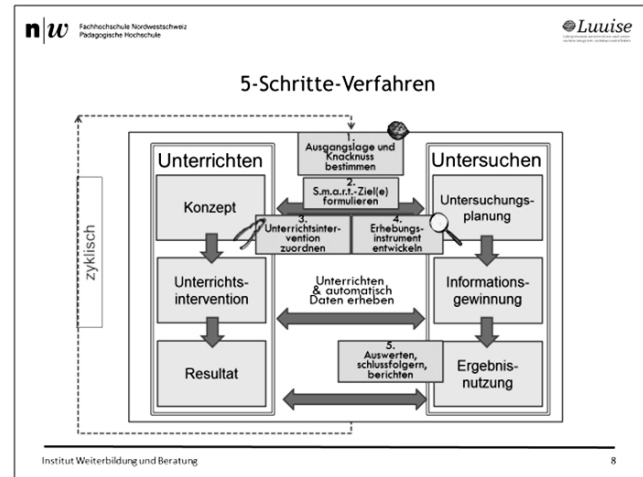 n|w Fachhochschule Nordwestschweiz
Pädagogische Hochschule
Luuise
5-Schritte-Verfahren
zyklisch
1.
Ausgangslage und
Knacknuss
bestimmen
Unterrichten
Untersuchen
2.
S.m.a.r.t.-Ziel(e)
formulieren
Konzept
Untersuchungs-
planung
3.
Unterrichtsinter-
vention
zuordnen
4.
Erhebungs-
instrument
entwickeln
Unterrichts-
intervention
Unterrichten
& automatisch
Daten erheben
Informations-
gewinnung
5.
Auswerten,
schlussfolgern,
berichten
Resultat
Ergebnis-
nutzung
Institut Weiterbildung und Beratung
8